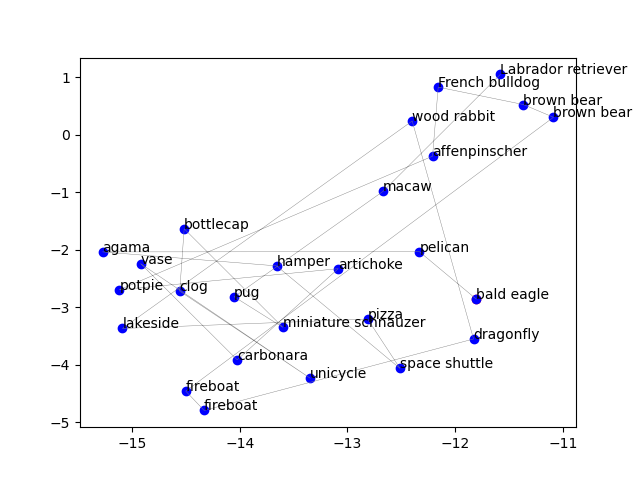 Labrador retriever
1
French bulldog
brown bear
brown bear
wood rabbit
0
affenpinscher
macaw
−1
bottlecap
agama
pelican
−2
vase
hamper
artichoke
potpie
clog
pug
bald eagle
−3
lakeside
miniature schnauzer
pizza
dragonfly
carbonara
space shuttle
−4
unicycle
fireboat
fireboat
−5
−15
−14
−13
−12
−11